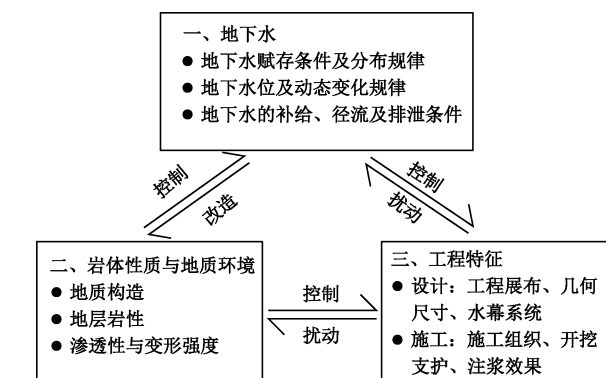 一、地下水
● 地下水赋存条件及分布规律
● 地下水位及动态变化规律
● 地下水的补给、径流及排泄条件
控制
改造
控制
扰动
二、岩体性质与地质环境
● 地质构造
● 地层岩性
● 渗透性与变形强度
控制
扰动
三、工程特征
● 设计：工程展布、几何
尺寸、水幕系统
● 施工：施工组织、开挖
支护、注浆效果